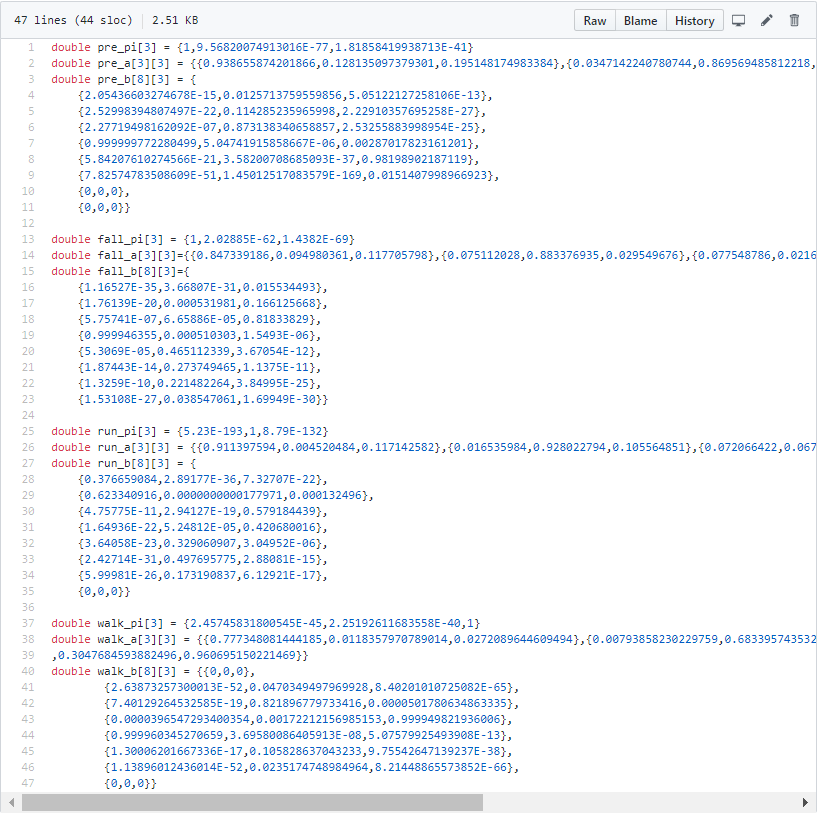 47 lines (44 sloc) 2.51 KB
Raw Blame History
1 double pre_pi[3] = {1,9.56820074913016E-77,1.81858419938713E-41}
2 double pre_a[3][3] = {{0.938655874201866,0.128135097379301,0.195148174983384},{0.0347142240780744,0.869569485812218,
3 double pre_b[8][3] = {
4 {2.05436603274678E-15,0.0125713759559856,5.05122127258106E-13},
5 {2.52998394807497E-22,0.114285235965998,2.22910357695258E-27},
6 {2.27719498162092E-07,0.873138340658857,2.53255883998954E-25},
7 {0.999999772280499,5.04741915858667E-06,0.00287017823161201},
8 {5.84207610274566E-21,3.58200708685093E-37,0.98198902187119},
9 {7.82574783508609E-51,1.45012517083579E-169,0.0151407998966923},
10 {0,0,0},
11 {0,0,0}}
12
13 double fall_pi[3] = {1,2.02885E-62,1.4382E-69}
14 double fall_a[3][3]={{0.847339186,0.094980361,0.117705798},{0.075112028,0.883376935,0.029549676},{0.077548786,0.0216
15 double fall_b[8][3]={
16 {1.16527E-35,3.66807E-31,0.015534493},
17 {1.76139E-20,0.000531981,0.166125668},
18 {5.75741E-07,6.65886E-05,0.81833829},
19 {0.999946355,0.000510303,1.5493E-06},
20 {5.3069E-05,0.465112339,3.67054E-12},
21 {1.87443E-14,0.273749465,1.1375E-11},
22 {1.3259E-10,0.221482264,3.84995E-25},
23 {1.53108E-27,0.038547061,1.69949E-30}}
24
25 double run_pi[3] = {5.23E-193,1,8.79E-132}
26 double run_a[3][3] = {{0.911397594,0.004520484,0.117142582},{0.016535984,0.928022794,0.105564851},{0.072066422,0.067
27 double run_b[8][3] = {
28 {0.376659084,2.89177E-36,7.32707E-22},
29 {0.623340916,0.0000000000177971,0.000132496},
30 {4.75775E-11,2.94127E-19,0.579184439},
31 {1.64936E-22,5.24812E-05,0.420680016},
32 {3.64058E-23,0.329060907,3.04952E-06},
33 {2.42714E-31,0.497695775,2.88081E-15},
34 {5.99981E-26,0.173190837,6.12921E-17},
35 {0,0,0}}
36
37 double walk_pi[3] = {2.45745831800545E-45,2.25192611683558E-40,1}
38 double walk_a[3][3] = {{0.777348081444185,0.0118357970789014,0.0272089644609494},{0.00793858230229759,0.683395743532
39 ,0.3047684593882496,0.960695150221469}}
40 double walk_b[8][3] = {{0,0,0},
41 {2.63873257300013E-52,0.0470349497969928,8.40201010725082E-65},
42 {7.40129264532585E-19,0.821896779733416,0.0000501780634863335},
43 {0.0000396547293400354,0.00172212156985153,0.999949821936006},
44 {0.999960345270659,3.69580086405913E-08,5.07579925493908E-13},
45 {1.30006201667336E-17,0.105828637043233,9.75542647139237E-38},
46 {1.13896012436014E-52,0.0235174748984964,8.21448865573852E-66},
47 {0,0,0}}